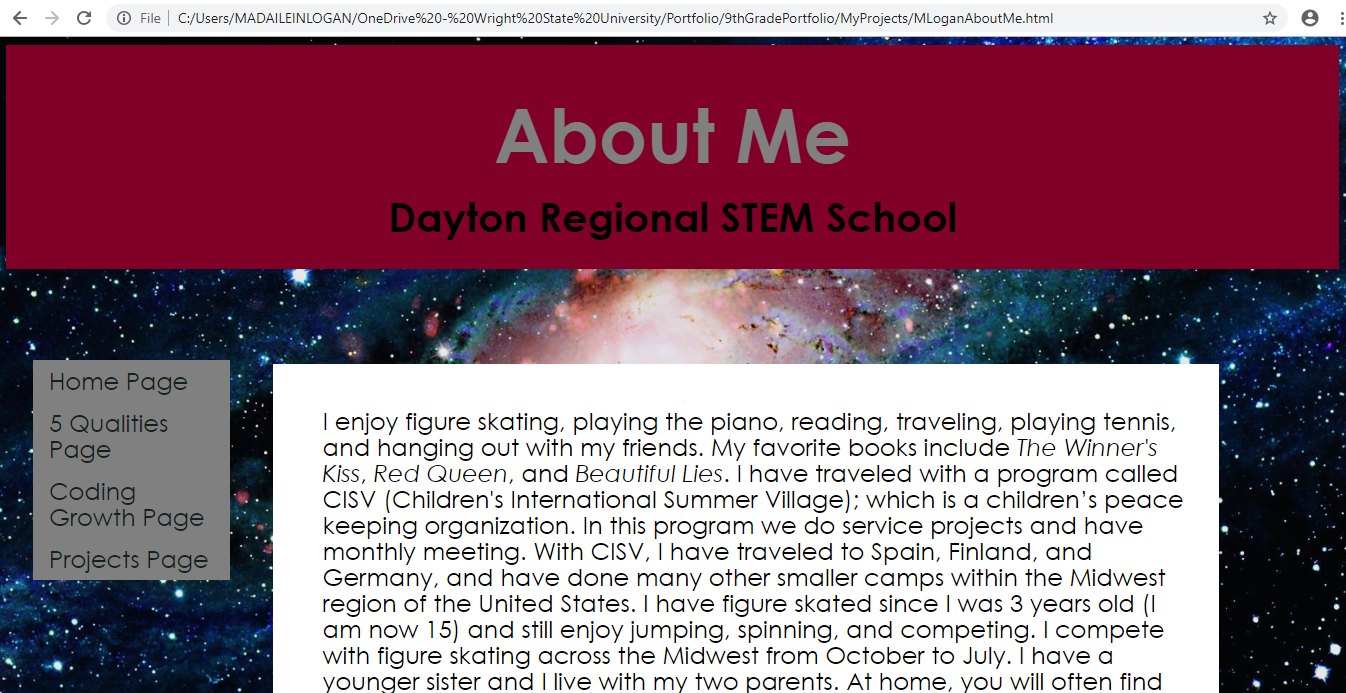 File
C:/Users/MADAILEINLOGAN/OneDrive%20-%20Wright%20State%20University/Portfolio/9thGradePortfolio/MyProjects/MLoganAboutMe.html
About Me
Dayton Regional STEM School
Home Page
5 Qualities
Page
Coding
Growth Page
Projects Page
I enjoy figure skating, playing the piano, reading, traveling, playing tennis,
and hanging out with my friends. My favorite books include The Winner's
Kiss, Red Queen, and Beautiful Lies. I have traveled with a program called
CISV (Children's International Summer Village); which is a children’s peace
keeping organization. In this program we do service projects and have
monthly meeting. With CISV, I have traveled to Spain, Finland, and
Germany, and have done many other smaller camps within the Midwest
region of the United States. I have figure skated since I was 3 years old (I
am now 15) and still enjoy jumping, spinning, and competing. I compete
with figure skating across the Midwest from October to July. I have a
younger sister and I live with my two parents. At home, you will often find